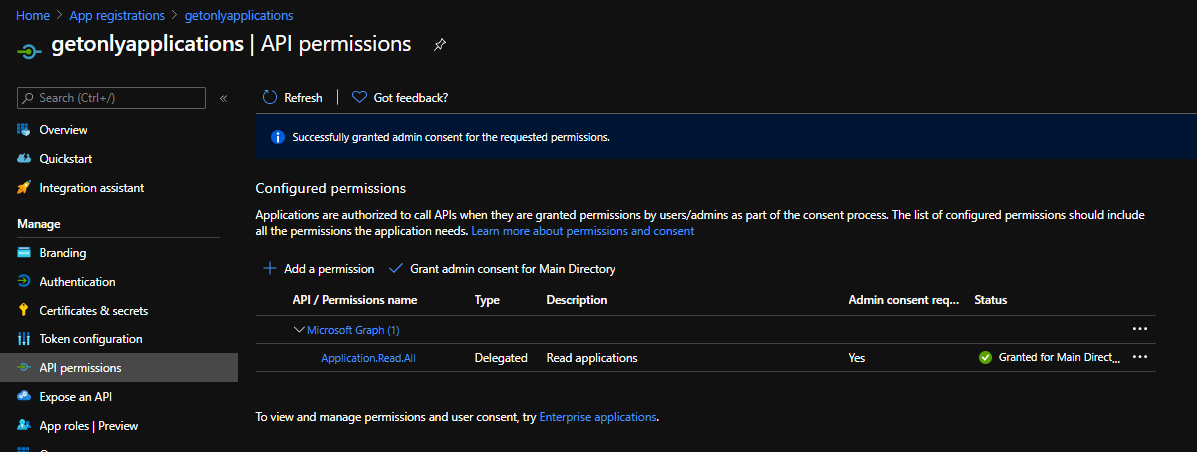 Home > App registrations > getonlyapplications
getonlyapplications | API permissions
Search (Ctrl+/)
«
Refresh
Got feedback?
Overview
Successfully granted admin consent for the requested permissions.
Quickstart
Integration assistant
Configured permissions
Applications are authorized to call APIs when they are granted permissions by users/admins as part of the consent process. The list of configured permissions should include
all the permissions the application needs. Learn more about permissions and consent
Manage
Branding
Authentication
Certificates & secrets
Token configuration
API permissions
Expose an API
App roles | Preview
Add a permission
Grant admin consent for Main Directory
API / Permissions name Type Description Admin consent req... Status
Microsoft Graph (1) ...
Application.Read.All Delegated Read applications Yes Granted for Main Direct... ...
To view and manage permissions and user consent, try Enterprise applications.